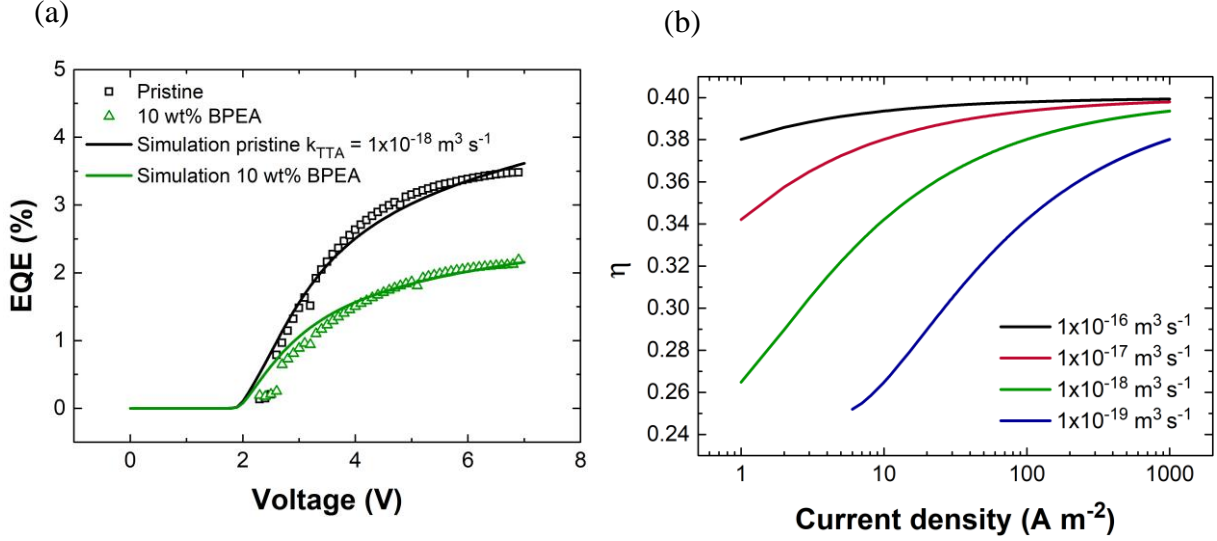 (a)
5
4
3
2
1
0
EQE (%)
Pristine
10 wt% BPEA
Simulation pristine k_TTA = 1x10⁻¹⁸ m³ s⁻¹
Simulation 10 wt% BPEA
0 2 4 6 8
Voltage (V)
(b)
0.40
0.38
0.36
0.34
0.32
0.30
0.28
0.26
0.24
η
1x10⁻¹⁶ m³ s⁻¹
1x10⁻¹⁷ m³ s⁻¹
1x10⁻¹⁸ m³ s⁻¹
1x10⁻¹⁹ m³ s⁻¹
1 10 100 1000
Current density (A m⁻²)